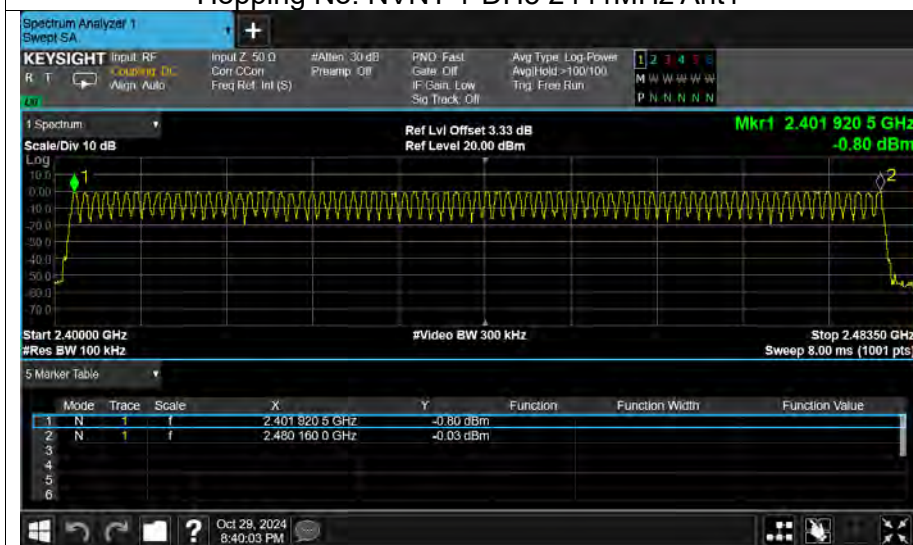 Hopping No. NVNT 1-DH5 2441MHz Ant1
Spectrum Analyzer 1
Swept SA
+
KEYSIGHT Input: RF
R T
Coupling: DC
Align: Auto
Input Z: 50 Ω
Corr CCorr
Freq Ref: Int (S)
#Atten: 30 dB
Preamp: Off
PNO: Fast
Gate: Off
IF Gain: Low
Sig Track: Off
Avg Type: Log-Power
Avg|Hold:>100/100
Trig: Free Run
1 2 3 4 5 6
M W W W W W
P N N N N N
1 Spectrum
Scale/Div 10 dB
Log
Ref Lvl Offset 3.33 dB
Ref Level 20.00 dBm
Mkr1 2.401 920 5 GHz
-0.80 dBm
1
2
10.0
0.00
-10.0
-20.0
-30.0
-40.0
-50.0
-60.0
-70.0
Start 2.40000 GHz
#Res BW 100 kHz
#Video BW 300 kHz
Stop 2.48350 GHz
Sweep 8.00 ms (1001 pts)
5 Marker Table
Mode Trace Scale X Y Function Function Width Function Value
1 N 1 f 2.401 920 5 GHz -0.80 dBm
2 N 1 f 2.480 160 0 GHz -0.03 dBm
3
4
5
6
?
Oct 29, 2024
8:40:03 PM